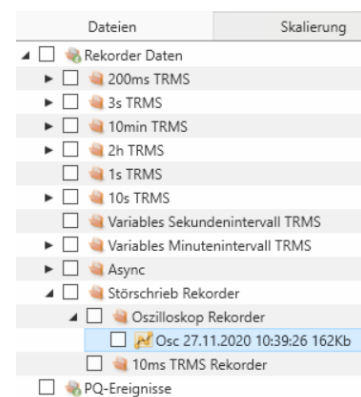 Dateien Skalierung
Rekorder Daten
200ms TRMS
3s TRMS
10min TRMS
2h TRMS
1s TRMS
10s TRMS
Variables Sekundenintervall TRMS
Variables Minutenintervall TRMS
Async
Störschrieb Rekorder
Oszilloskop Rekorder
Osc 27.11.2020 10:39:26 162Kb
10ms TRMS Rekorder
PQ-Ereignisse